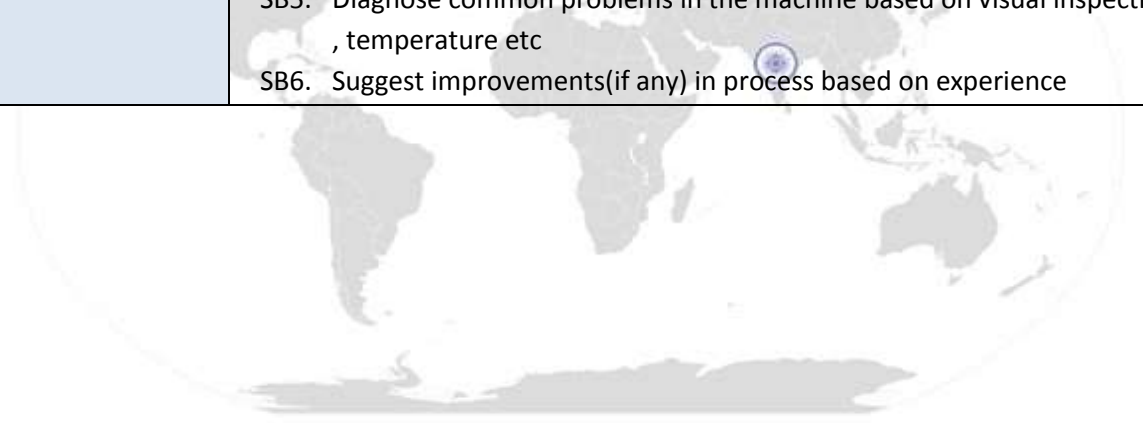 SB5. Diagnose common problems in the machine based on visual
, temperature etc
SB6. Suggest improvements(if any) in process based on experience